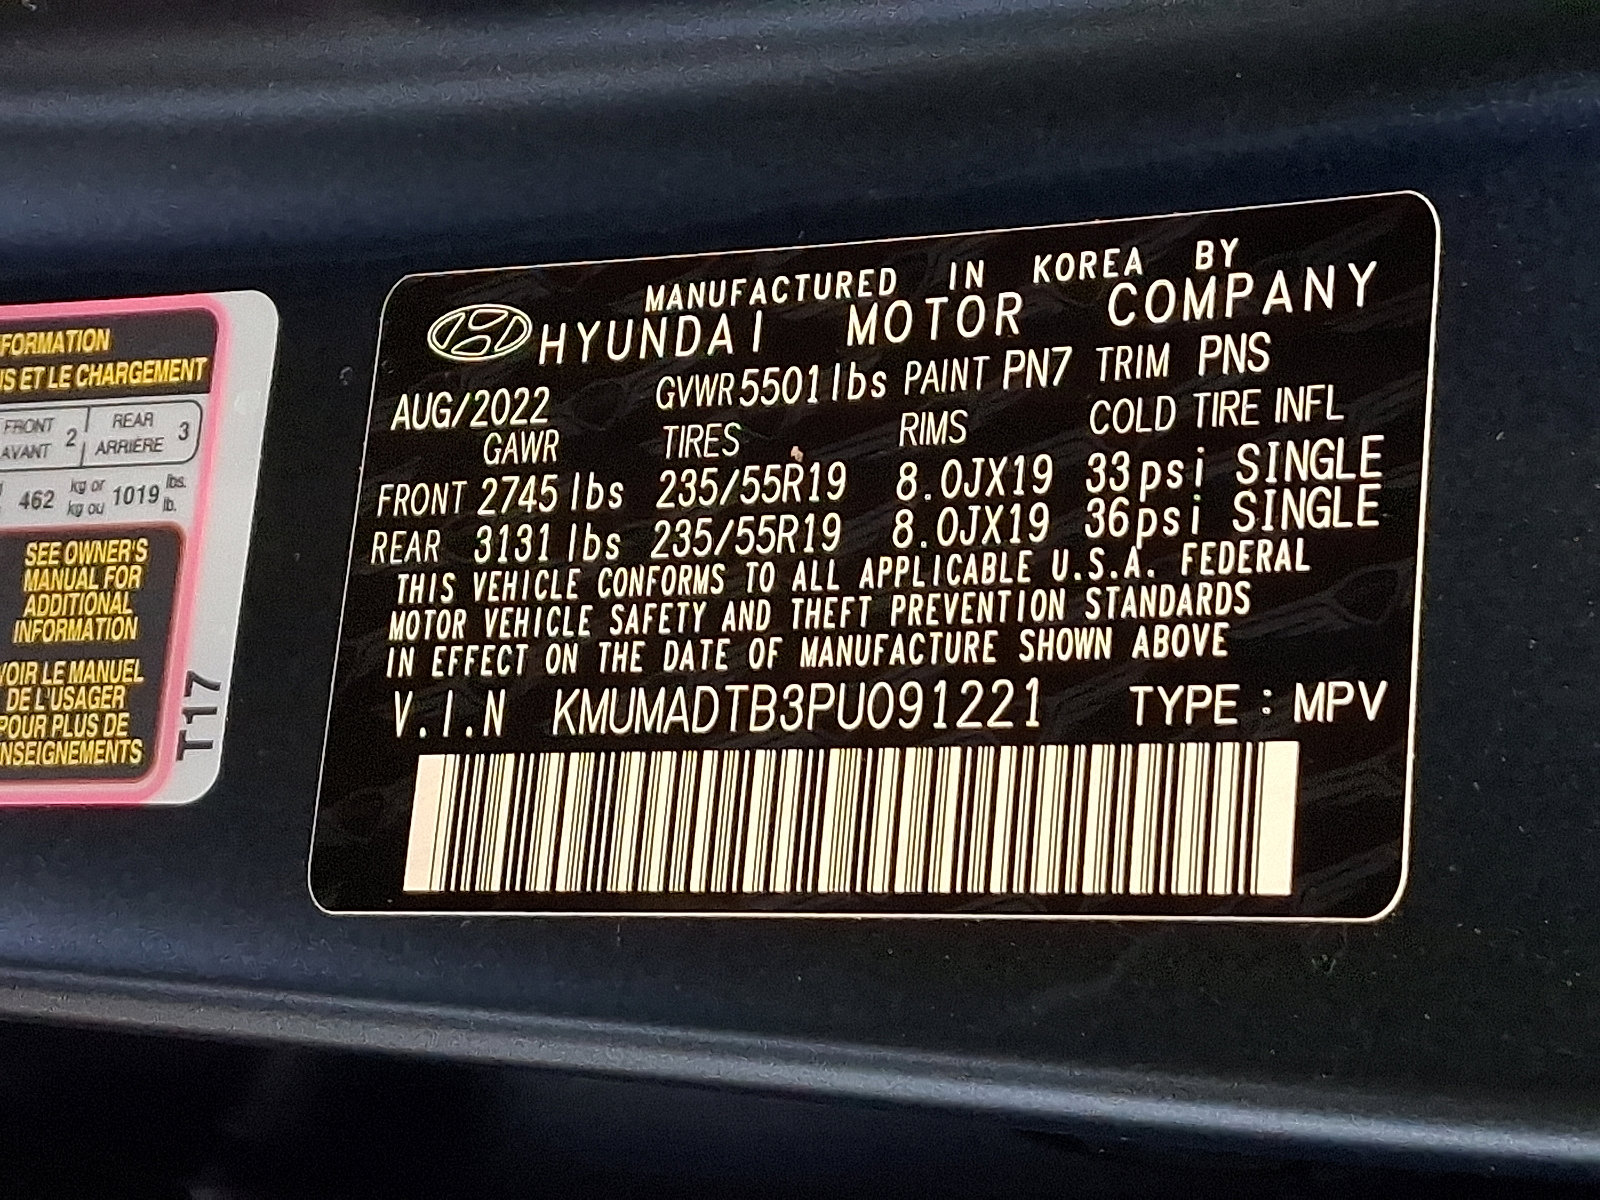 FORMATION
S ET LE CHARGEMENT
FRONT AVANT 2 REAR ARRIÈRE 3
462 kg or kg ou 1019 lbs. lb.
SEE OWNER'S
MANUAL FOR
ADDITIONAL
INFORMATION
VOIR LE MANUEL
DE L'USAGER
POUR PLUS DE
NSEIGNEMENTS
T17
MANUFACTURED IN KOREA BY
HYUNDAI MOTOR COMPANY
AUG/2022 GVWR 5501lbs PAINT PN7 TRIM PNS
GAWR TIRES RIMS COLD TIRE INFL
FRONT 2745 lbs 235/55R19 8.0JX19 33psi SINGLE
REAR 3131 lbs 235/55R19 8.0JX19 36psi SINGLE
THIS VEHICLE CONFORMS TO ALL APPLICABLE U.S.A. FEDERAL
MOTOR VEHICLE SAFETY AND THEFT PREVENTION STANDARDS
IN EFFECT ON THE DATE OF MANUFACTURE SHOWN ABOVE
V.I.N KMUMADTB3PU091221 TYPE : MPV